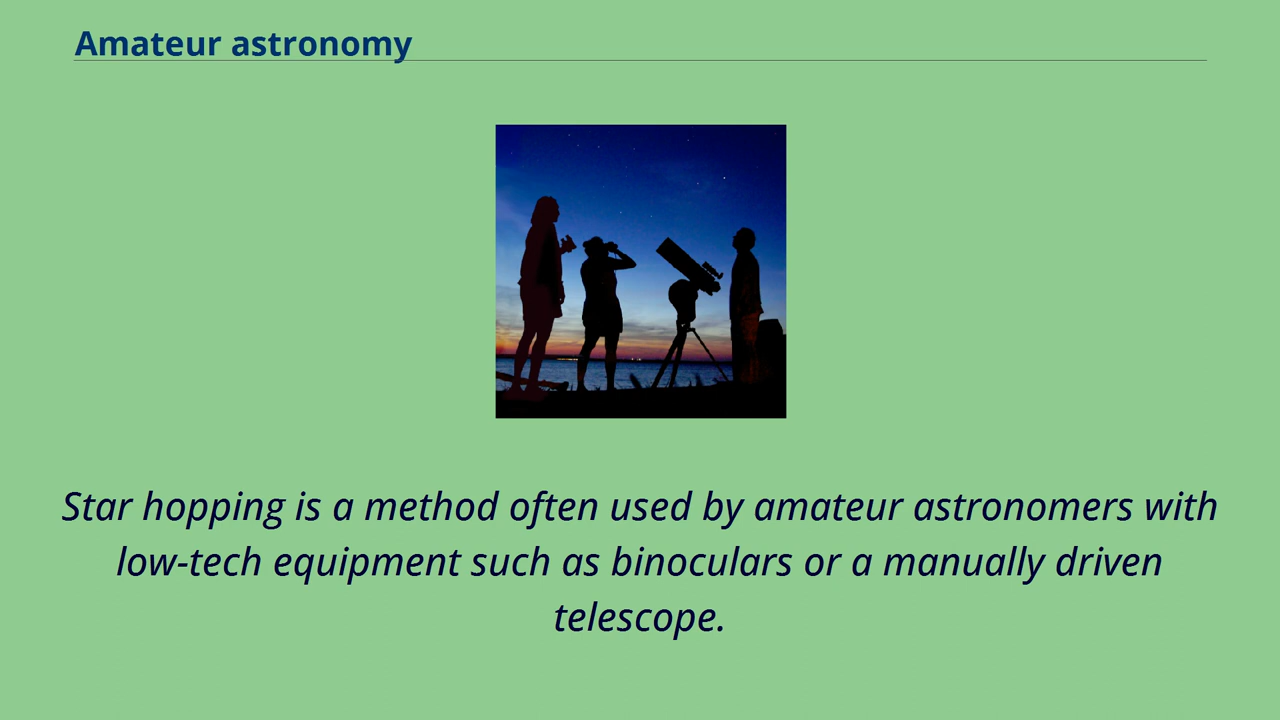 Amateur astronomy
Star hopping is a method often used by amateur astronomers with
low-tech equipment such as binoculars or a manually driven
telescope.